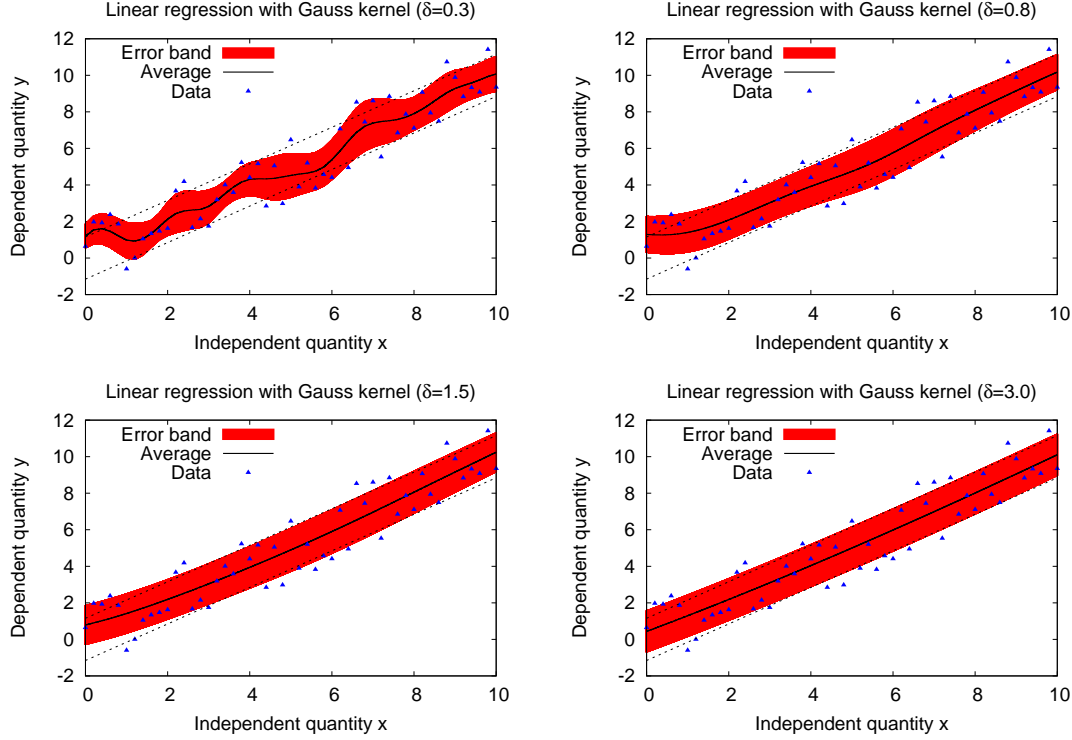 Linear regression with Gauss kernel (δ=0.3)
12
10
8
6
4
2
0
-2
0 2 4 6 8 10
Dependent quantity y
Independent quantity x
Error band
Average
Data
Linear regression with Gauss kernel (δ=0.8)
12
10
8
6
4
2
0
-2
0 2 4 6 8 10
Dependent quantity y
Independent quantity x
Error band
Average
Data
Linear regression with Gauss kernel (δ=1.5)
12
10
8
6
4
2
0
-2
0 2 4 6 8 10
Dependent quantity y
Independent quantity x
Error band
Average
Data
Linear regression with Gauss kernel (δ=3.0)
12
10
8
6
4
2
0
-2
0 2 4 6 8 10
Dependent quantity y
Independent quantity x
Error band
Average
Data